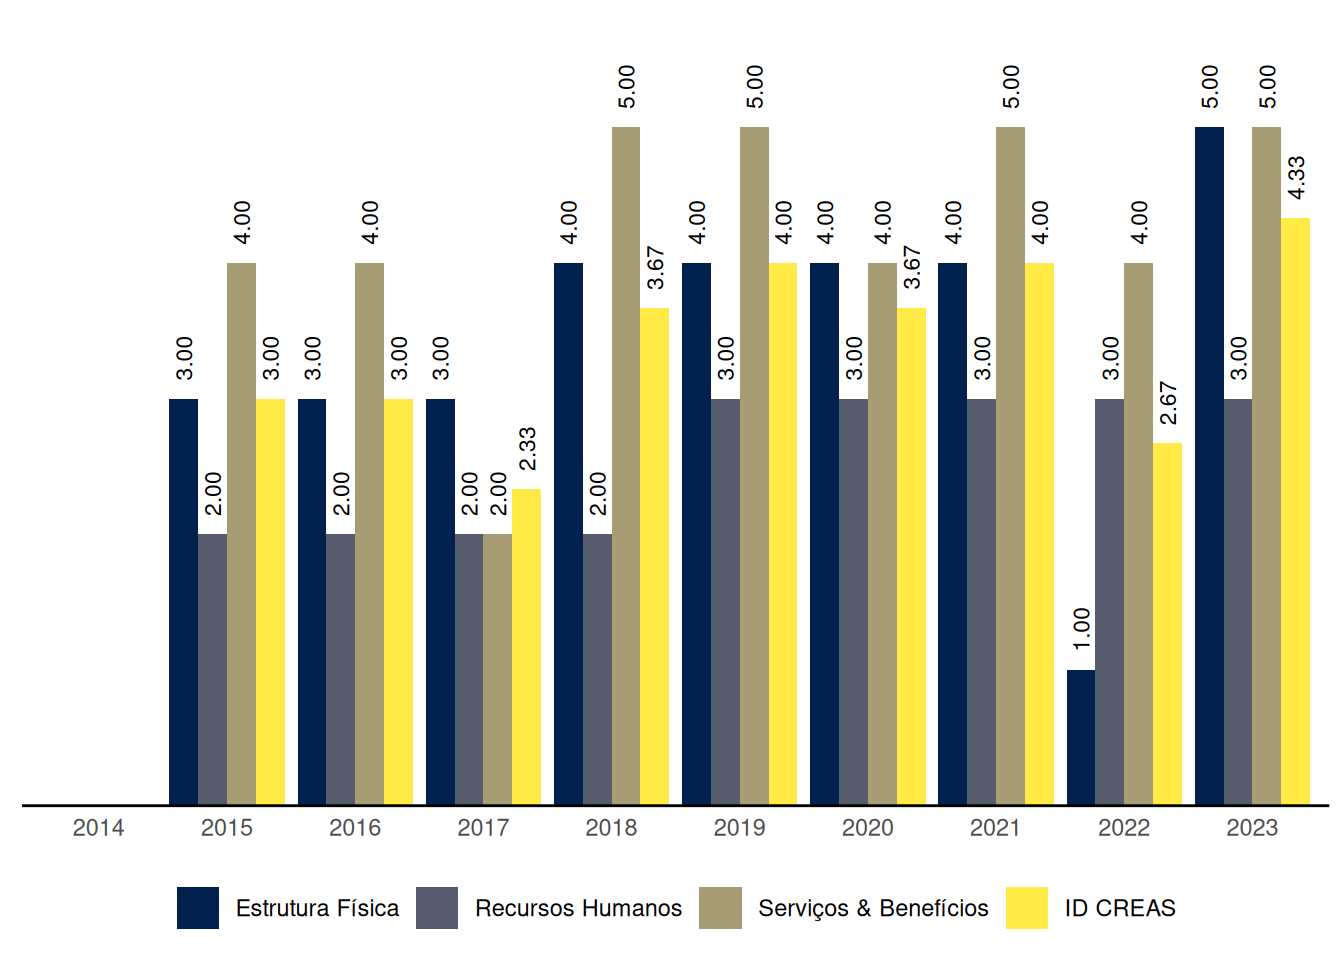 5.00 5.00 5.00 5.00 5.00
4.33
4.00 4.00 4.00 4.00 4.00 4.00 4.00 4.00 4.00 4.00
3.67 3.67
3.00 3.00 3.00 3.00 3.00 3.00 3.00 3.00 3.00 3.00
2.67
2.33
2.00 2.00 2.00 2.00 2.00
1.00
2014 2015 2016 2017 2018 2019 2020 2021 2022 2023
Estrutura Física Recursos Humanos Serviços & Benefícios ID CREAS